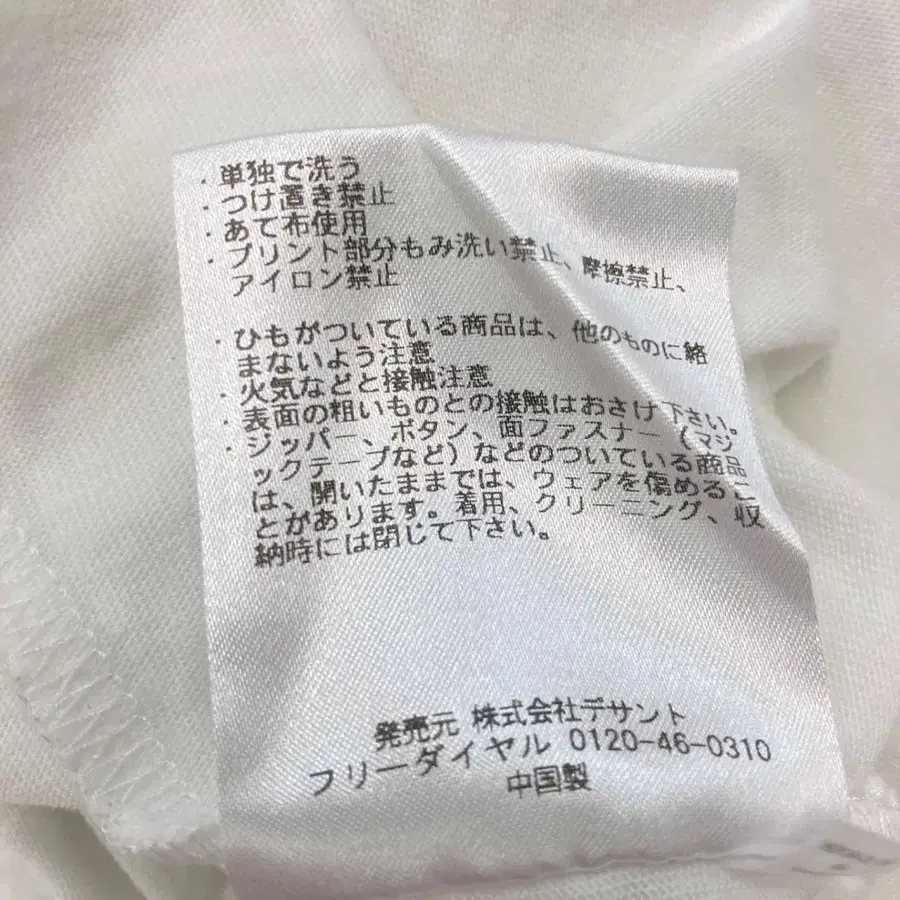 ・単独で洗う
・つけ置き禁止
・あて布使用
・プリント部分もみ洗い禁止、摩擦禁止、
アイロン禁止
・ひもがついている商品は、他のものに絡
まないよう注意
・火気などと接触注意
・表面の粗いものとの接触はおさけ下さい。
・ジッパー、ボタン、面ファスナー（マジ
ックテープなど）などのついている商品
は、開いたままでは、ウェアを傷めるこ
とがあります。着用、クリーニング、収
納時には閉じて下さい。
発売元 株式会社デサント
フリーダイヤル 0120-46-0310
中国製